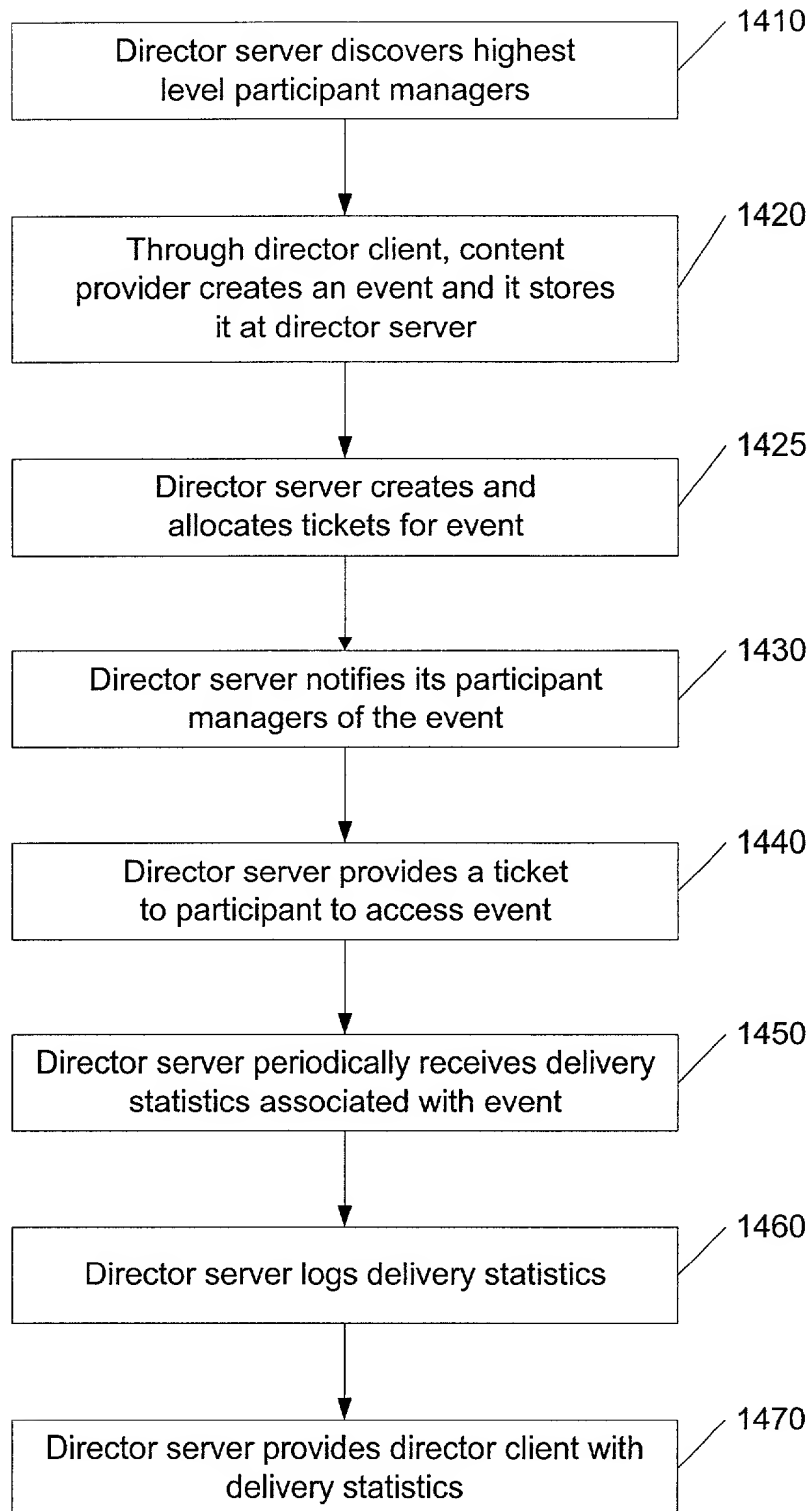 1410
Director server discovers highest
level participant managers
1420
Through director client, content
provider creates an event and it stores
it at director server
1425
Director server creates and
allocates tickets for event
1430
Director server notifies its participant
managers of the event
1440
Director server provides a ticket
to participant to access event
1450
Director server periodically receives delivery
statistics associated with event
1460
Director server logs delivery statistics
1470
Director server provides director client with
delivery statistics